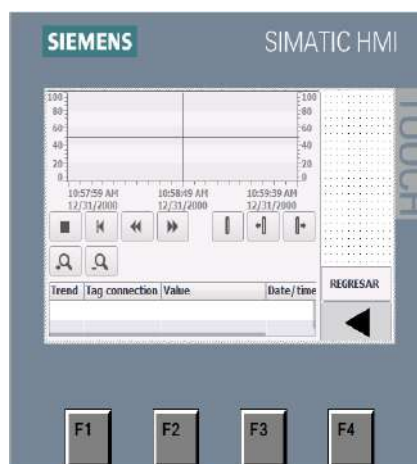 SIEMENS SIMATIC HMI
TOUCH
100 100
80 80
60 60
40 40
20 20
0 0
10:57:59 AM 10:58:49 AM 10:59:39 AM
12/31/2000 12/31/2000 12/31/2000
Trend Tag connection Value Date/time
REGRESAR
F1 F2 F3 F4